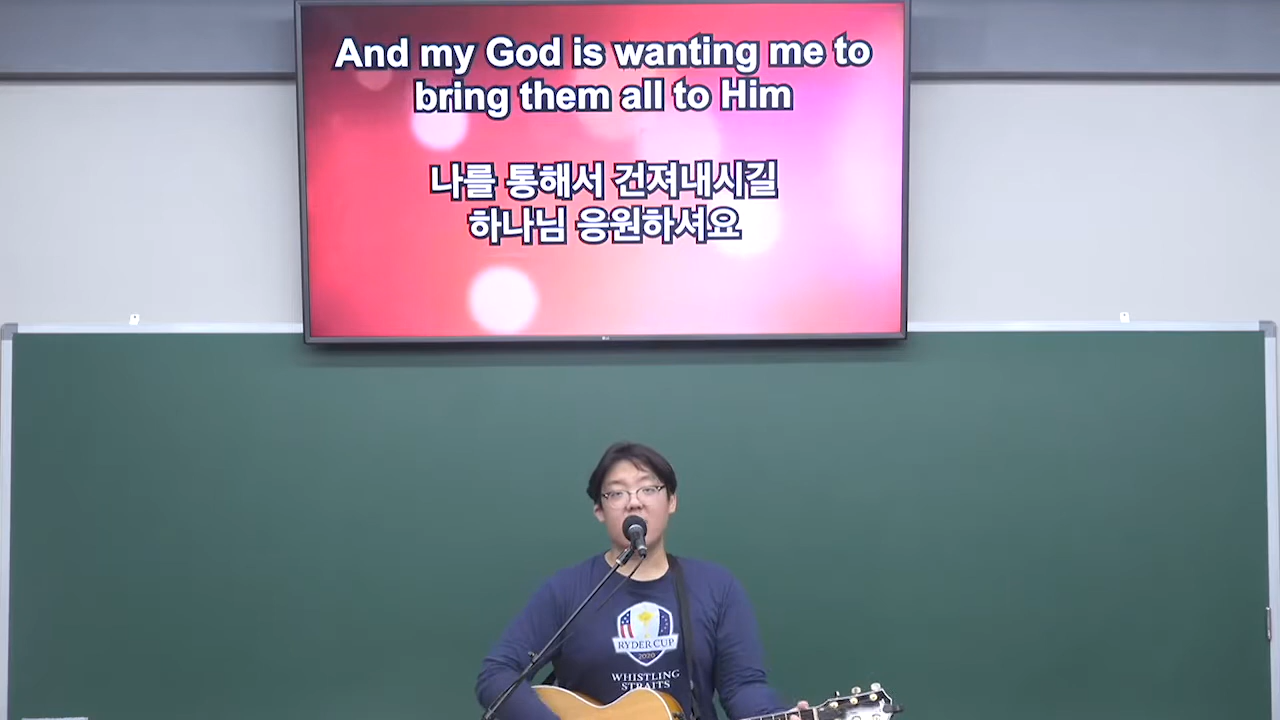 And my God is wanting me to
bring them all to Him
나를 통해서 건져내시길
하나님 응원하셔요
LG
RYDER CUP
2020
WHISTLING
STRAITS